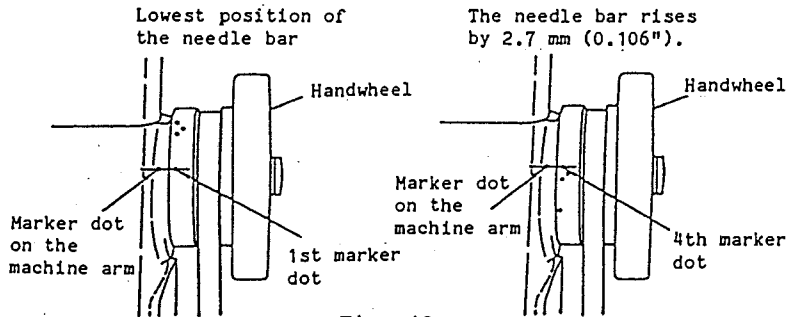 Lowest position of
the needle bar
Handwheel
Marker dot
on the
machine arm
1st marker
dot
The needle bar rises
by 2.7 mm (0.106").
Handwheel
Marker dot
on the
machine arm
4th marker
dot